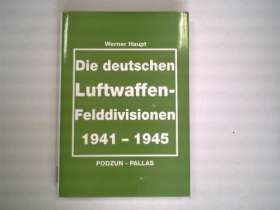 Werner Haupt
Die deutschen
Luftwaffen-
Felddivisionen
1941 – 1945
PODZUN - PALLAS